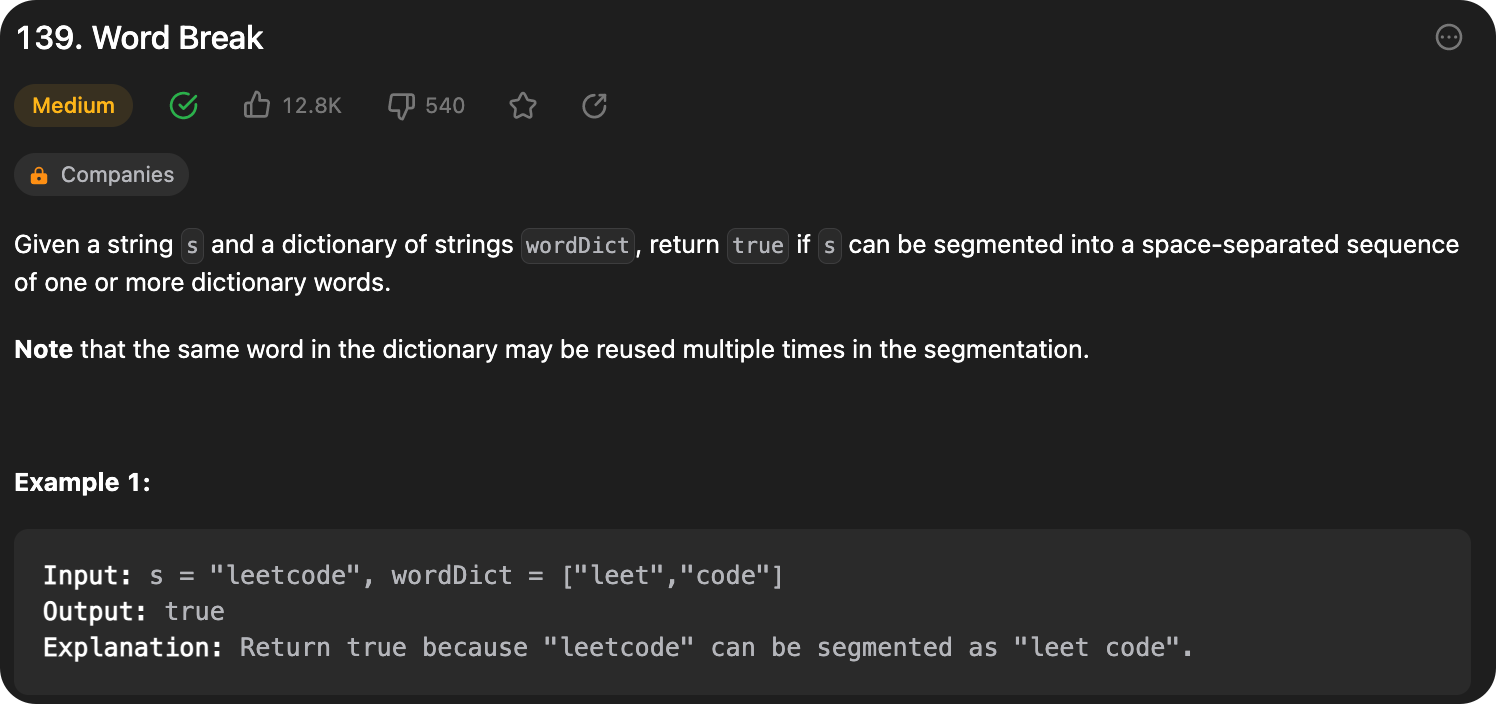 139. Word Break
Medium 12.8K 540
Companies
Given a string s and a dictionary of strings wordDict, return true if s can be segmented into a space-separated sequence
of one or more dictionary words.
Note that the same word in the dictionary may be reused multiple times in the segmentation.
Example 1:
Input: s = "leetcode", wordDict = ["leet","code"]
Output: true
Explanation: Return true because "leetcode" can be segmented as "leet code".